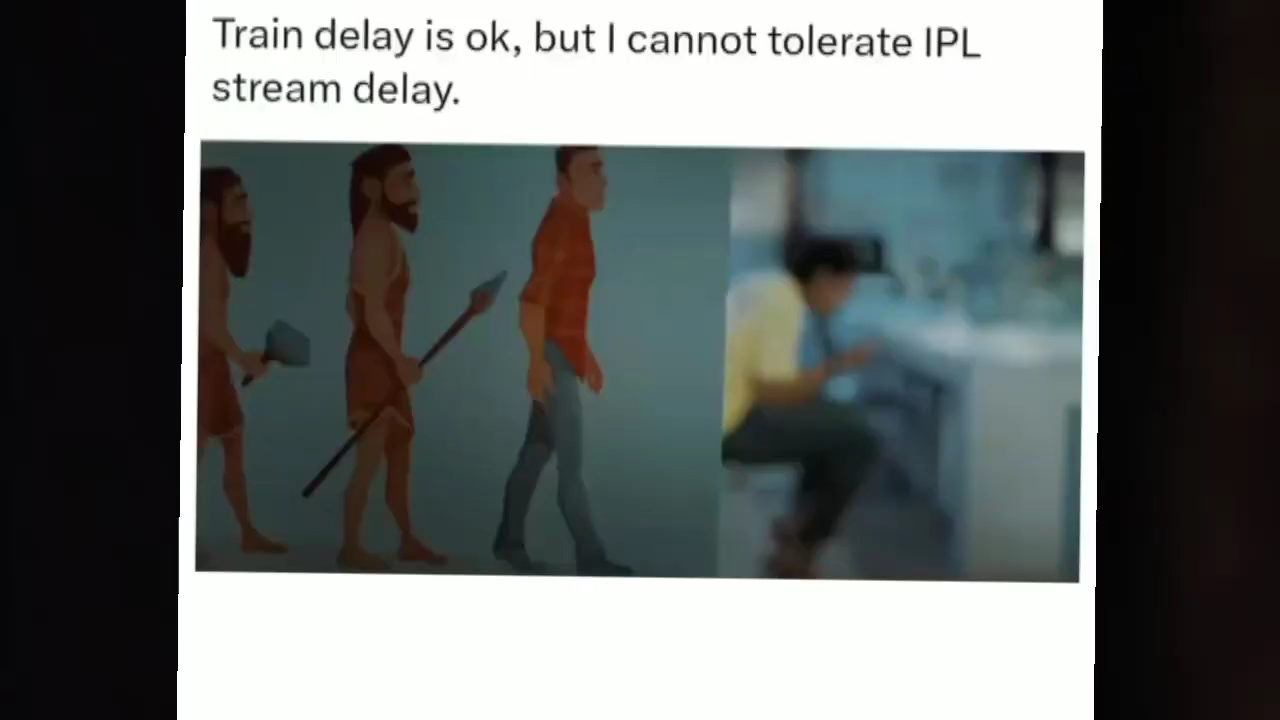 Train delay is ok, but I cannot tolerate IPL
stream delay.